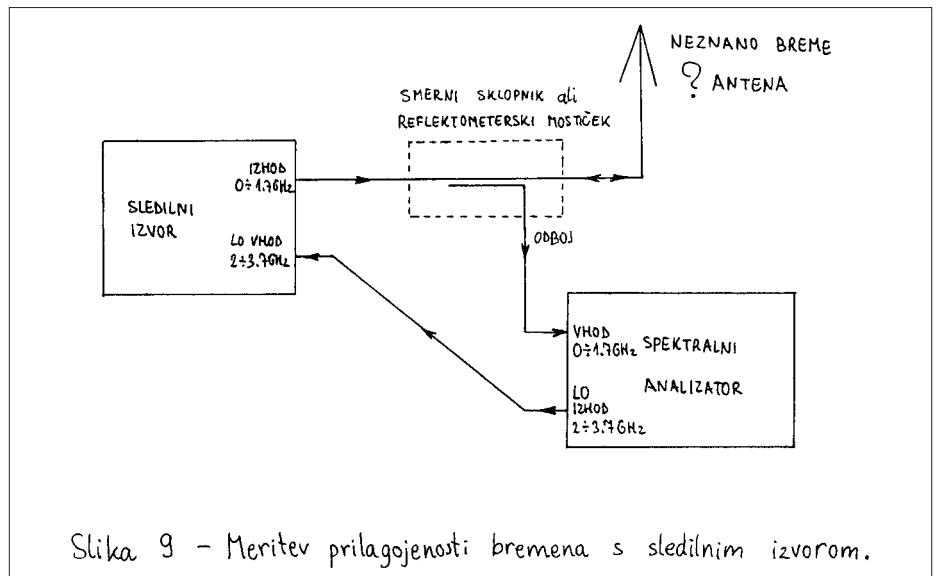 NEZNANO BREME
? ANTENA
SMERNI SKLOPNIK ali
REFLEKTOMETERSKI MOSTIČEK
IZHOD
0÷1.7GHz
SLEDILNI
IZVOR
LO VHOD
2÷3.7GHz
ODBOJ
VHOD
0÷1.7GHz
SPEKTRALNI
ANALIZATOR
LO
IZHOD
2÷3.7GHz
Slika 9 - Meritev prilagojenosti bremena s sledilnim izvorom.